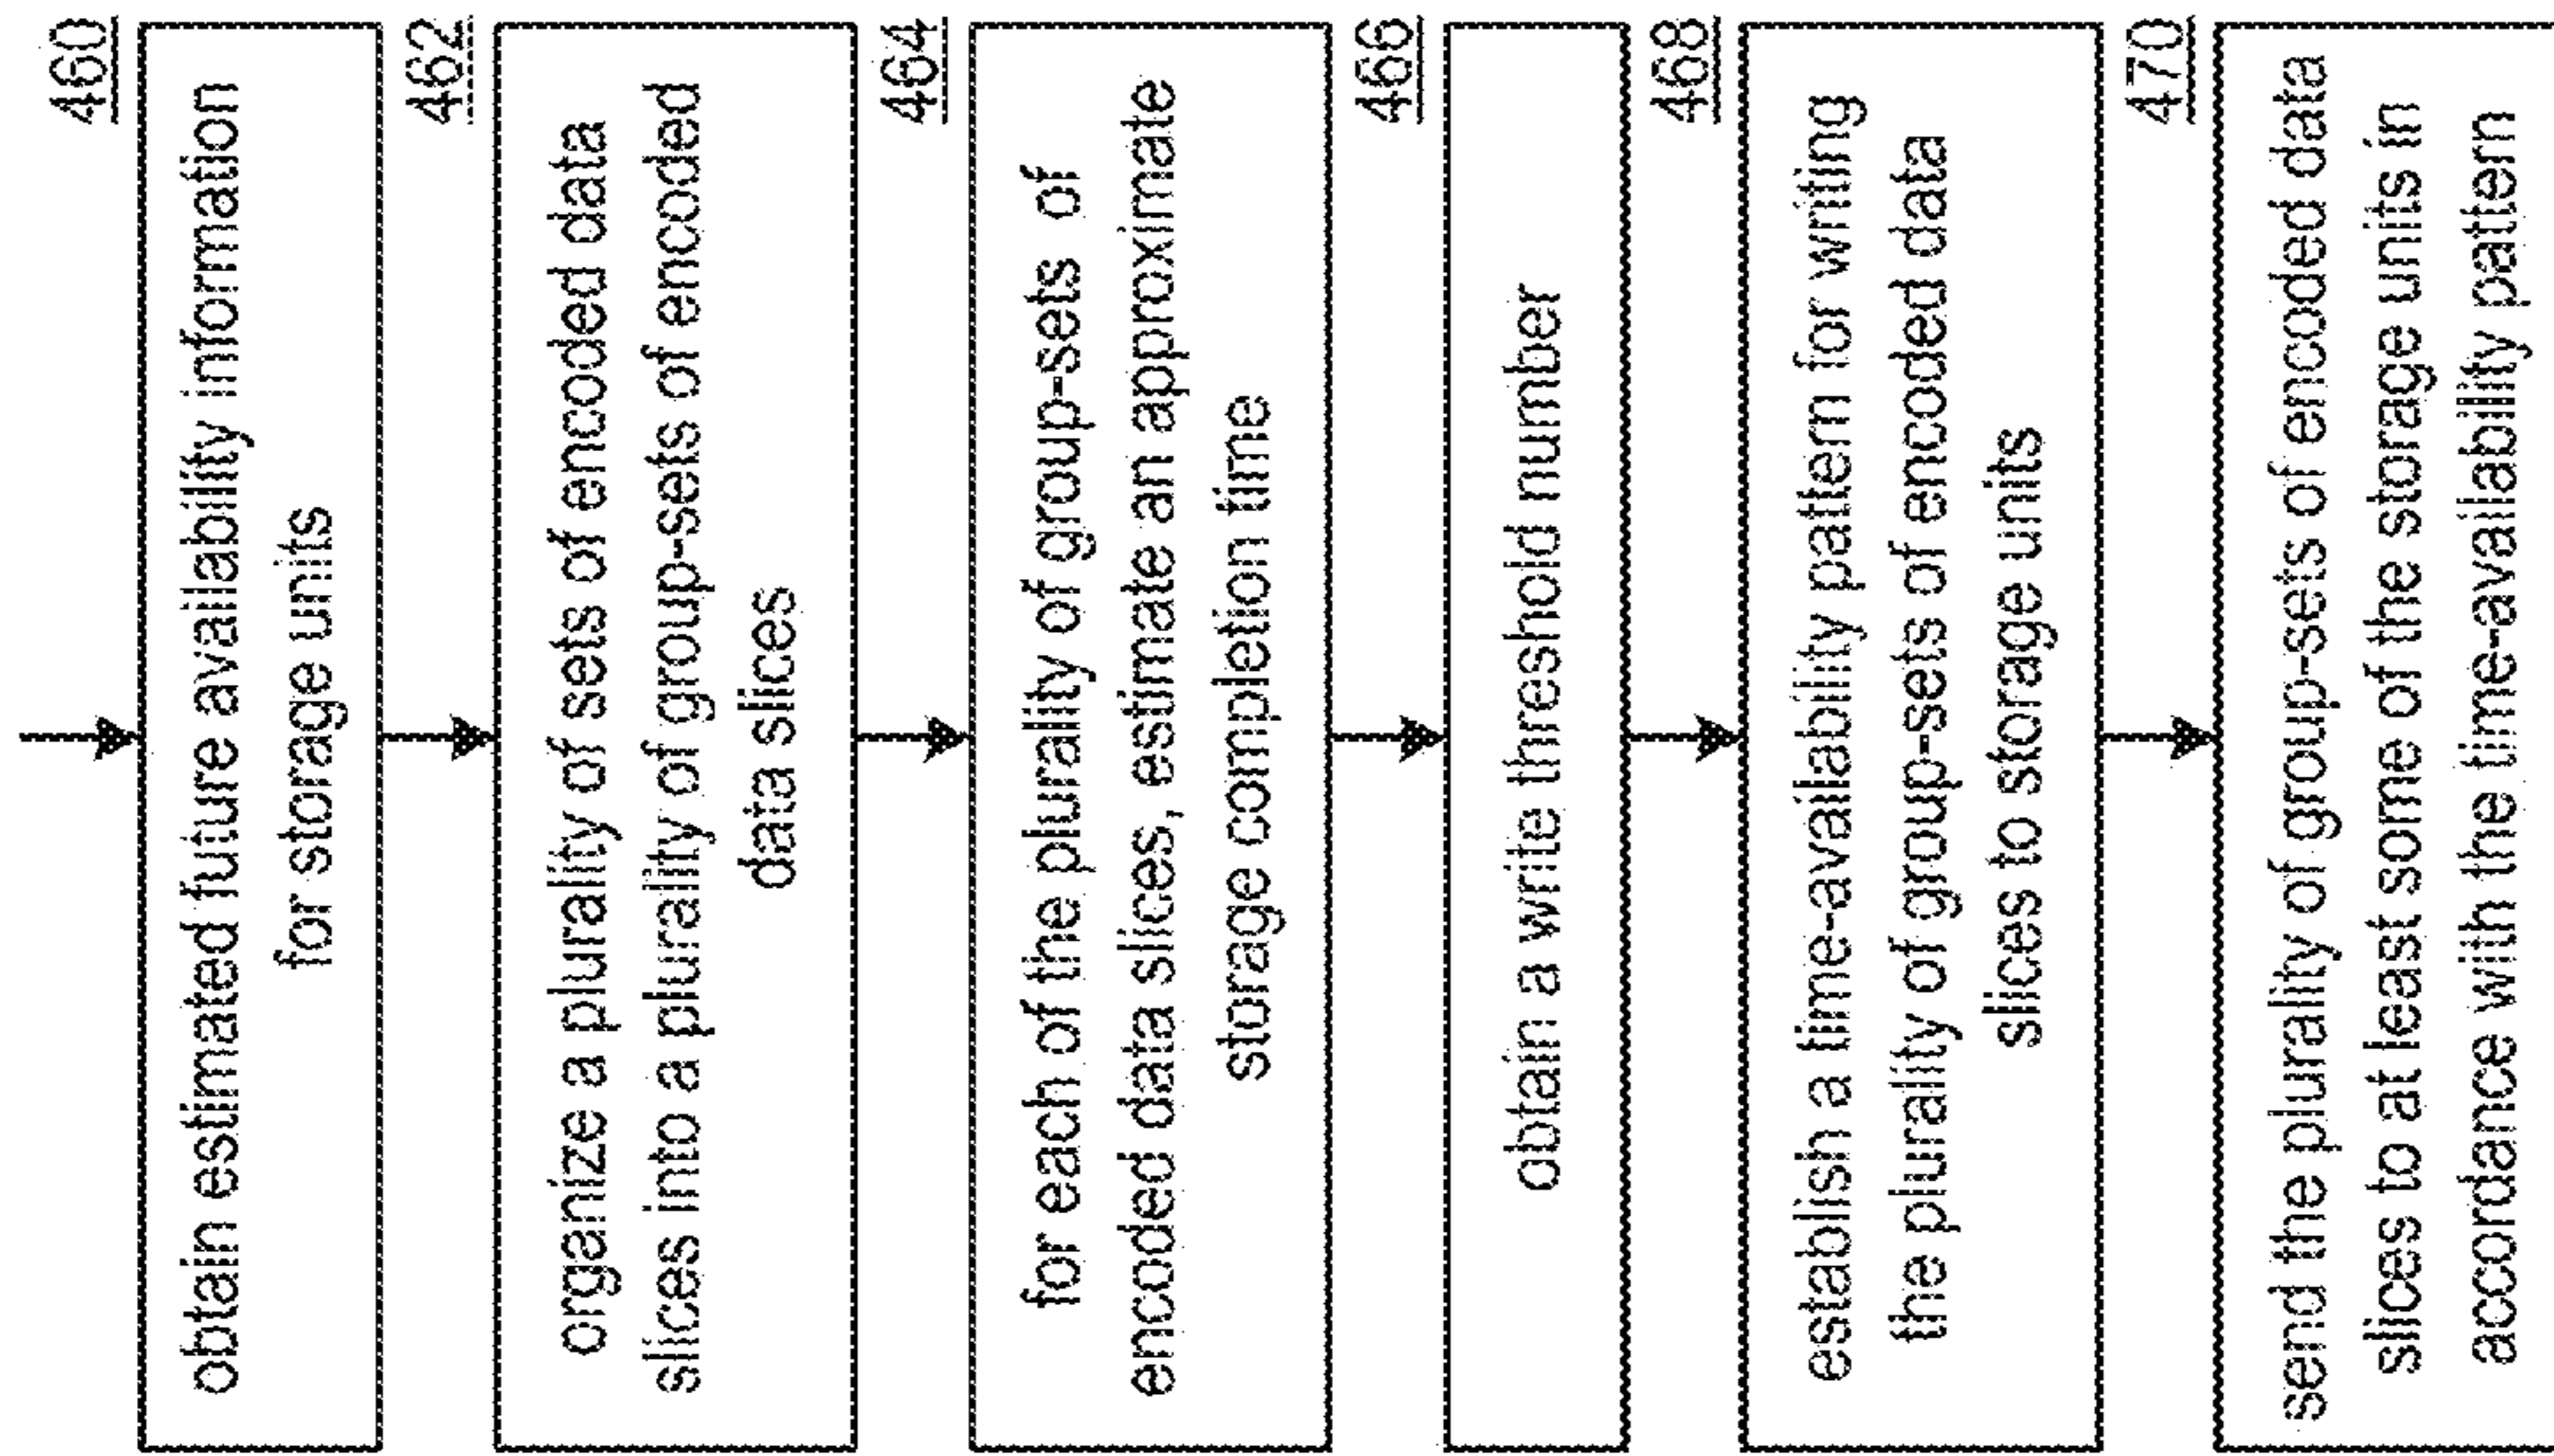 460
obtain estimated future availability information
for storage units
462
organize a plurality of sets of encoded data
slices into a plurality of group-sets of encoded
data slices
464
for each of the plurality of group-sets of
encoded data slices, estimate an approximate
storage completion time
466
obtain a write threshold number
468
establish a time-availability pattern for writing
the plurality of group-sets of encoded data
slices to storage units
470
send the plurality of group-sets of encoded data
slices to at least some of the storage units in
accordance with the time-availability pattern